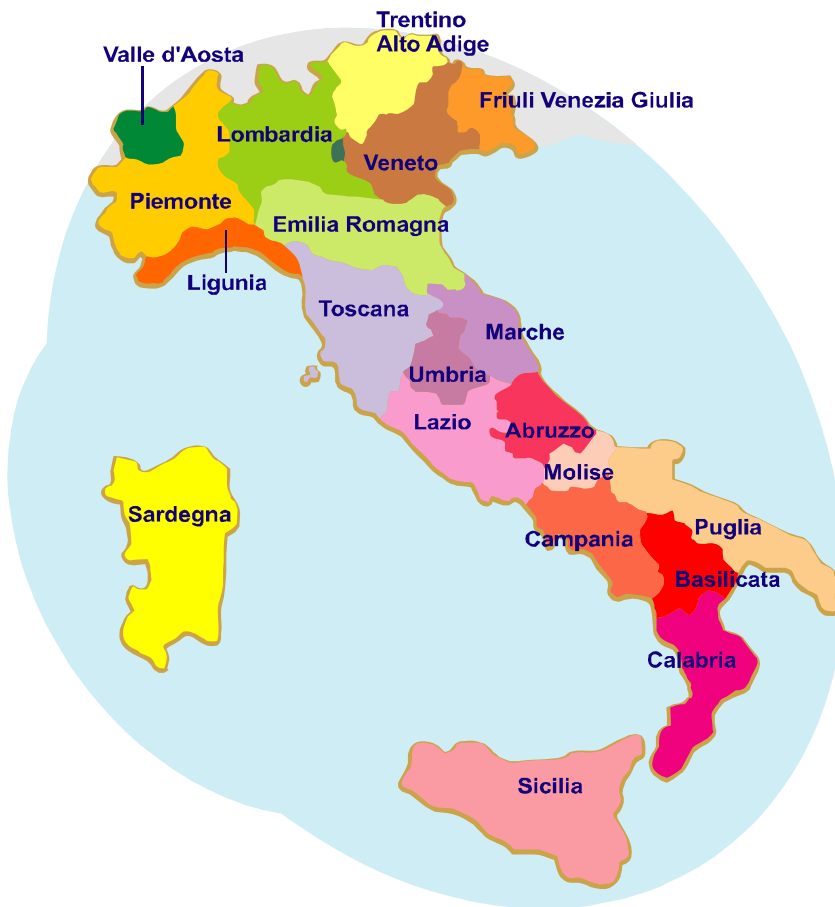 Trentino
Alto Adige
Valle d'Aosta
Friuli Venezia Giulia
Lombardia
Veneto
Piemonte
Emilia Romagna
Ligunia
Toscana
Marche
Umbria
Lazio
Abruzzo
Molise
Sardegna
Puglia
Campania
Basilicata
Calabria
Sicilia